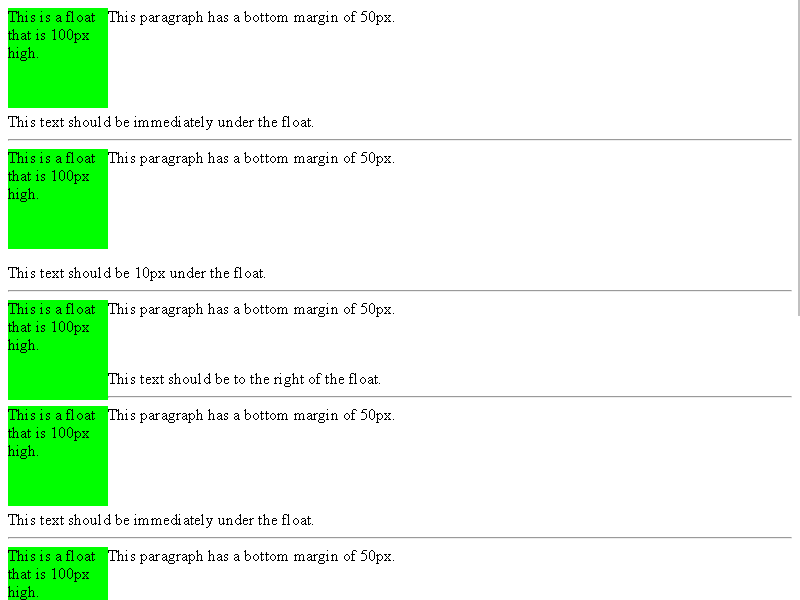 This is a float
that is 100px
high.
This paragraph has a bottom margin of 50px.
This text should be immediately under the float.
This is a float
that is 100px
high.
This paragraph has a bottom margin of 50px.
This text should be 10px under the float.
This is a float
that is 100px
high.
This paragraph has a bottom margin of 50px.
This text should be to the right of the float.
This is a float
that is 100px
high.
This paragraph has a bottom margin of 50px.
This text should be immediately under the float.
This is a float
that is 100px
high.
This paragraph has a bottom margin of 50px.